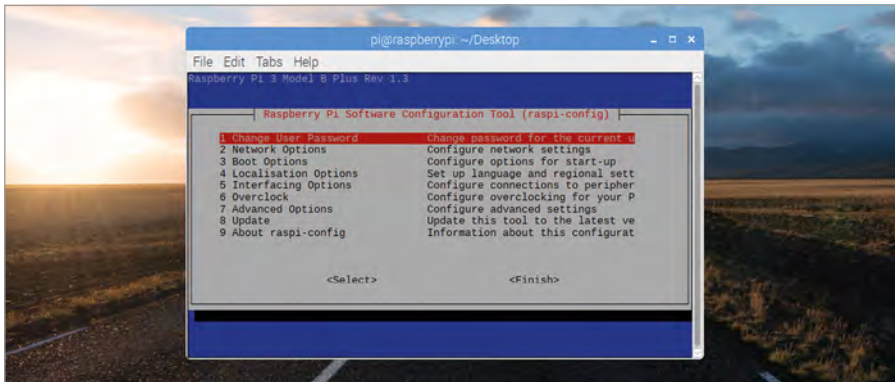 pi@raspberrypi: ~/Desktop
File Edit Tabs Help
Raspberry Pi 3 Model B Plus Rev 1.3
Raspberry Pi Software Configuration Tool (raspi-config)
1 Change User Password Change password for the current u
2 Network Options Configure network settings
3 Boot Options Configure options for start-up
4 Localisation Options Set up language and regional sett
5 Interfacing Options Configure connections to peripher
6 Overclock Configure overclocking for your P
7 Advanced Options Configure advanced settings
8 Update Update this tool to the latest ve
9 About raspi-config Information about this configurat
<Select> <Finish>